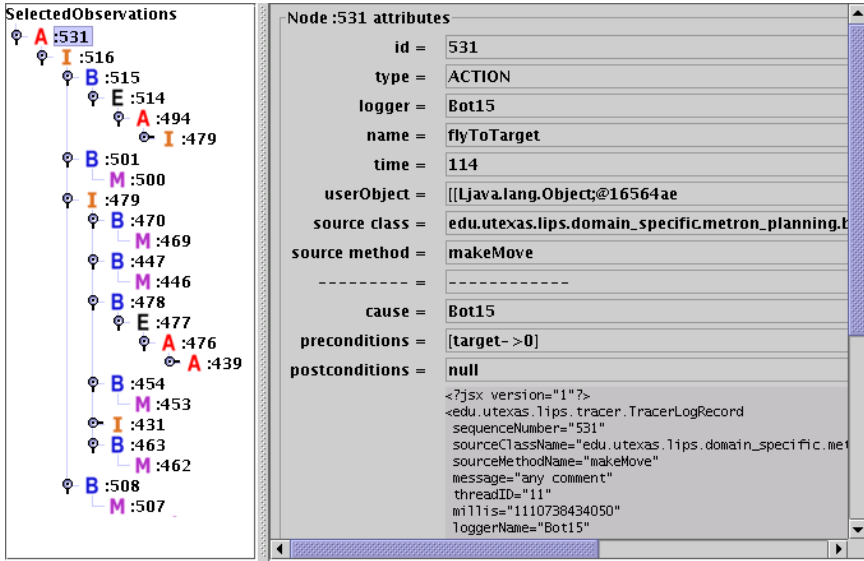 SelectedObservations
A :531
I :516
B :515
E :514
A :494
I :479
B :501
M :500
I :479
B :470
M :469
B :447
M :446
B :478
E :477
A :476
A :439
B :454
M :453
I :431
B :463
M :462
B :508
M :507
Node :531 attributes
id = 531
type = ACTION
logger = Bot15
name = flyToTarget
time = 114
userObject = [[Ljava.lang.Object;@16564ae
source class = edu.utexas.lips.domain_specific.metron_planning.b
source method = makeMove
--------- = ------------
cause = Bot15
preconditions = [target->0]
postconditions = null
<?jsx version="1"?>
<edu.utexas.lips.tracer.TracerLogRecord
sequenceNumber="531"
sourceClassName="edu.utexas.lips.domain_specific.met
sourceMethodName="makeMove"
message="any comment"
threadID="11"
millis="1110738434050"
loggerName="Bot15"